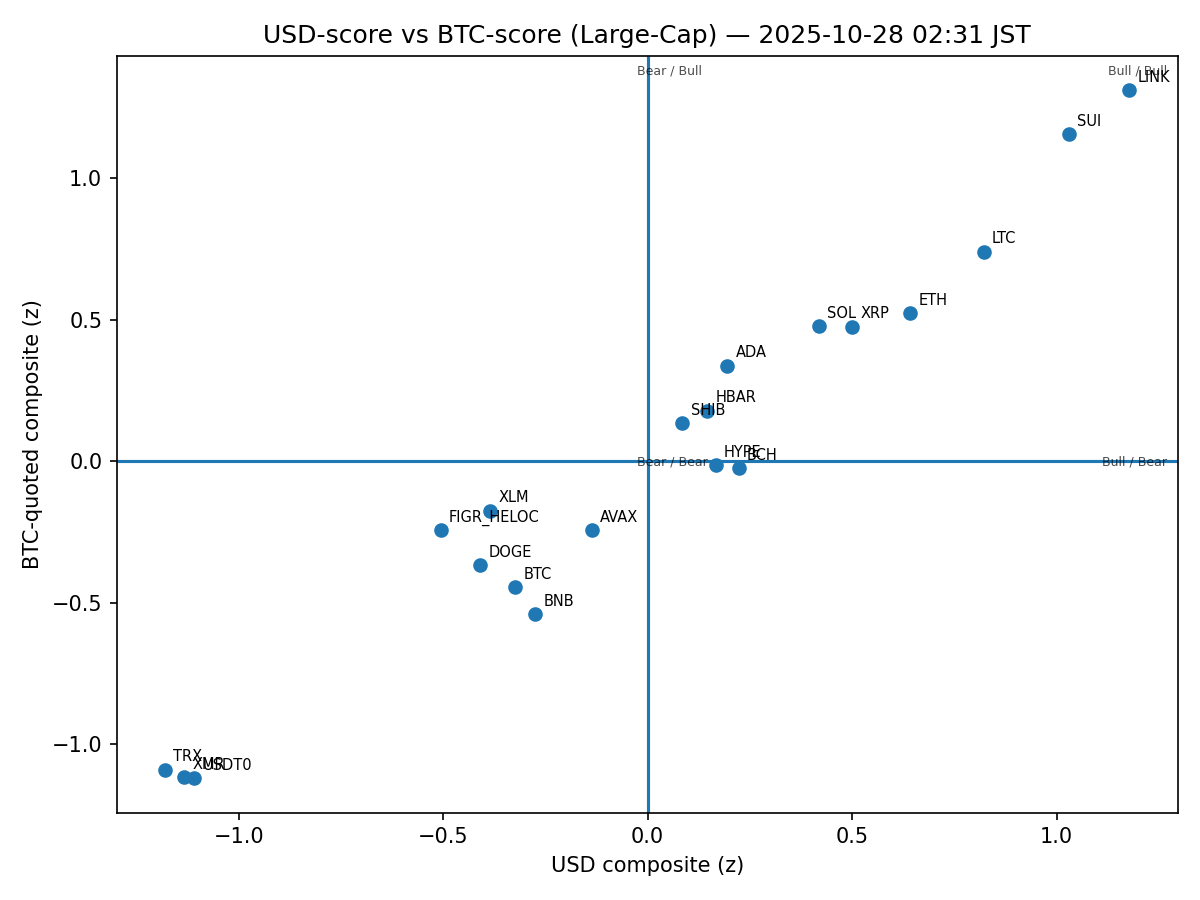 USD-score vs BTC-score (Large-Cap) — 2025-10-28 02:31 JST
Bear / Bull
Bull / Bull
LINK
SUI
LTC
ETH
SOL
XRP
ADA
HBAR
SHIB
HYPE
BCH
Bear / Bear
Bull / Bear
XLM
FIGR_HELOC
AVAX
DOGE
BTC
BNB
TRX
XMR
USDT0
1.0
0.5
0.0
−0.5
−1.0
BTC-quoted composite (z)
−1.0
−0.5
0.0
0.5
1.0
USD composite (z)